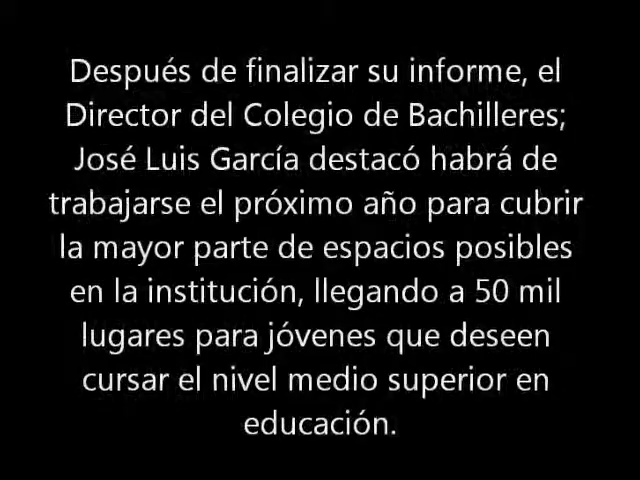 Después de finalizar su informe, el
Director del Colegio de Bachilleres;
José Luis García destacó habrá de
trabajarse el próximo año para cubrir
la mayor parte de espacios posibles
en la institución, llegando a 50 mil
lugares para jóvenes que deseen
cursar el nivel medio superior en
educación.